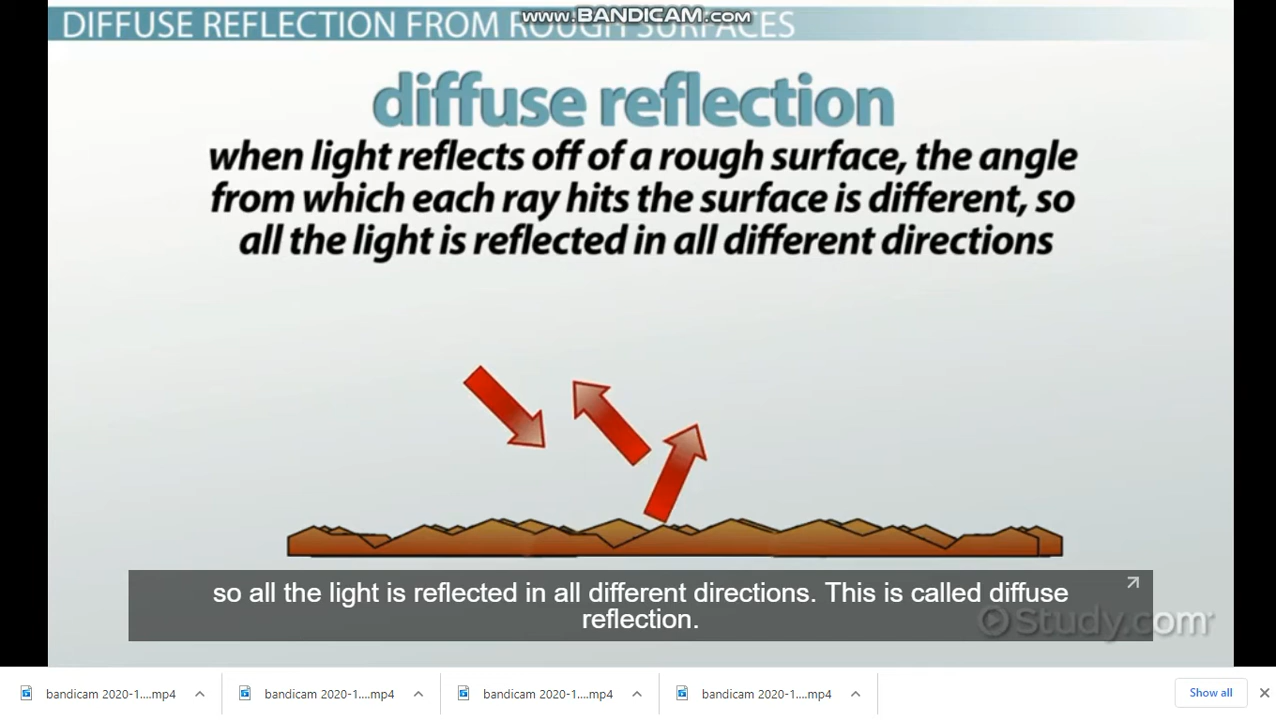 www.BANDICAM.com
DIFFUSE REFLECTION FROM ROUGH SURFACES
diffuse reflection
when light reflects off of a rough surface, the angle
from which each ray hits the surface is different, so
all the light is reflected in all different directions
so all the light is reflected in all different directions. This is called diffuse
reflection.
Study.com
bandicam 2020-1....mp4
bandicam 2020-1....mp4
bandicam 2020-1....mp4
bandicam 2020-1....mp4
Show all